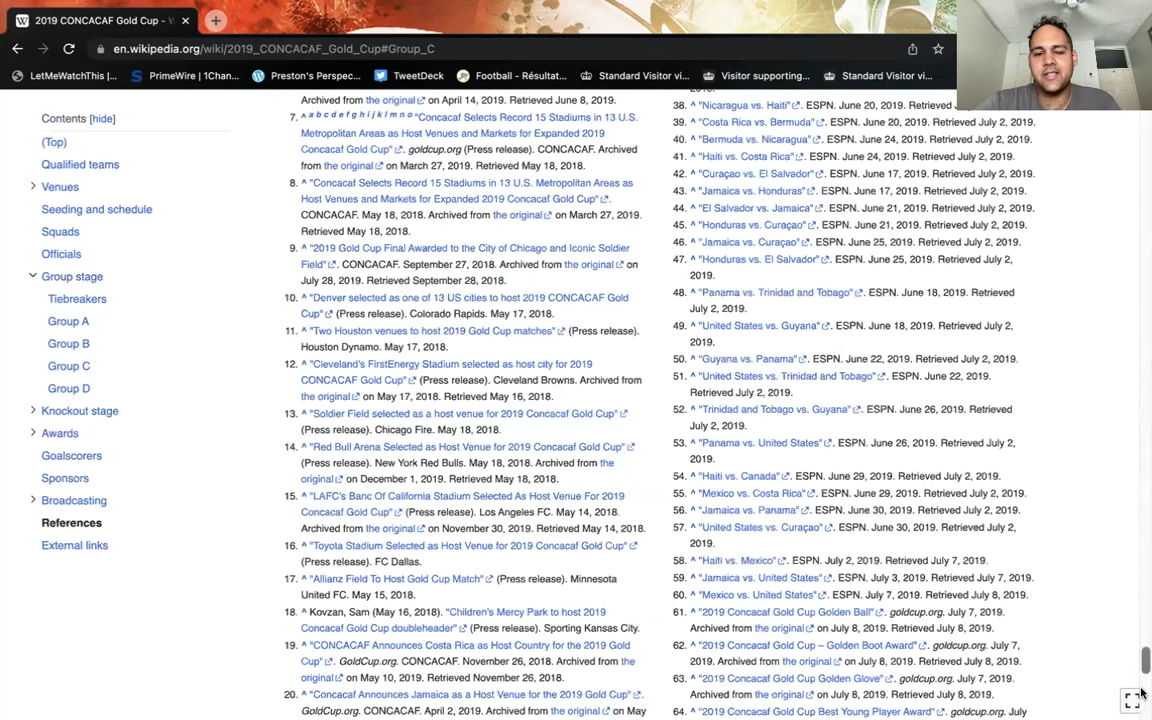 2019 CONCACAF Gold Cup - W
en.wikipedia.org/wiki/2019_CONCACAF_Gold_Cup#Group_C
LetMeWatchThis |...
PrimeWire | 1Chan...
Preston's Perspec...
TweetDeck
Football - Résultat...
Standard Visitor vi...
Visitor supporting...
Standard Visitor vi...
Contents [hide]
(Top)
Qualified teams
Venues
Seeding and schedule
Squads
Officials
Group stage
Tiebreakers
Group A
Group B
Group C
Group D
Knockout stage
Awards
Goalscorers
Sponsors
Broadcasting
References
External links
Archived from the original on April 14, 2019. Retrieved June 8, 2019.
7. ^ a b c d e f g h i j k l m n o "Concacaf Selects Record 15 Stadiums in 13 U.S.
Metropolitan Areas as Host Venues and Markets for Expanded 2019
Concacaf Gold Cup". goldcup.org (Press release). CONCACAF. Archived
from the original on March 27, 2019. Retrieved May 18, 2018.
8. ^ "Concacaf Selects Record 15 Stadiums in 13 U.S. Metropolitan Areas as
Host Venues and Markets for Expanded 2019 Concacaf Gold Cup".
CONCACAF. May 18, 2018. Archived from the original on March 27, 2019.
Retrieved May 18, 2018.
9. ^ "2019 Gold Cup Final Awarded to the City of Chicago and Iconic Soldier
Field". CONCACAF. September 27, 2018. Archived from the original on
July 28, 2019. Retrieved September 28, 2018.
10. ^ "Denver selected as one of 13 US cities to host 2019 CONCACAF Gold
Cup" (Press release). Colorado Rapids. May 17, 2018.
11. ^ "Two Houston venues to host 2019 Gold Cup matches" (Press release).
Houston Dynamo. May 17, 2018.
12. ^ "Cleveland's FirstEnergy Stadium selected as host city for 2019
CONCACAF Gold Cup" (Press release). Cleveland Browns. Archived from
the original on May 17, 2018. Retrieved May 16, 2018.
13. ^ "Soldier Field selected as a host venue for 2019 Concacaf Gold Cup"
(Press release). Chicago Fire. May 18, 2018.
14. ^ "Red Bull Arena Selected as Host Venue for 2019 Concacaf Gold Cup"
(Press release). New York Red Bulls. May 18, 2018. Archived from the
original on December 1, 2019. Retrieved May 18, 2018.
15. ^ "LAFC's Banc Of California Stadium Selected As Host Venue For 2019
Concacaf Gold Cup" (Press release). Los Angeles FC. May 14, 2018.
Archived from the original on November 30, 2019. Retrieved May 14, 2018.
16. ^ "Toyota Stadium Selected as Host Venue for 2019 Concacaf Gold Cup"
(Press release). FC Dallas.
17. ^ "Allianz Field To Host Gold Cup Match" (Press release). Minnesota
United FC. May 15, 2018.
18. ^ Kovzan, Sam (May 16, 2018). "Children's Mercy Park to host 2019
Concacaf Gold Cup doubleheader" (Press release). Sporting Kansas City.
19. ^ "CONCACAF Announces Costa Rica as Host Country for the 2019 Gold
Cup". GoldCup.org. CONCACAF. November 26, 2018. Archived from the
original on May 10, 2019. Retrieved November 26, 2018.
20. ^ "Concacaf Announces Jamaica as a Host Venue for the 2019 Gold Cup".
GoldCup.org. CONCACAF. April 2, 2019. Archived from the original on May
38. ^ "Nicaragua vs. Haiti". ESPN. June 20, 2019. Retrieved July 2, 2019.
39. ^ "Costa Rica vs. Bermuda". ESPN. June 20, 2019. Retrieved July 2, 2019.
40. ^ "Bermuda vs. Nicaragua". ESPN. June 24, 2019. Retrieved July 2, 2019.
41. ^ "Haiti vs. Costa Rica". ESPN. June 24, 2019. Retrieved July 2, 2019.
42. ^ "Curaçao vs. El Salvador". ESPN. June 17, 2019. Retrieved July 2, 2019.
43. ^ "Jamaica vs. Honduras". ESPN. June 17, 2019. Retrieved July 2, 2019.
44. ^ "El Salvador vs. Jamaica". ESPN. June 21, 2019. Retrieved July 2, 2019.
45. ^ "Honduras vs. Curaçao". ESPN. June 21, 2019. Retrieved July 2, 2019.
46. ^ "Jamaica vs. Curaçao". ESPN. June 25, 2019. Retrieved July 2, 2019.
47. ^ "Honduras vs. El Salvador". ESPN. June 25, 2019. Retrieved July 2,
2019.
48. ^ "Panama vs. Trinidad and Tobago". ESPN. June 18, 2019. Retrieved
July 2, 2019.
49. ^ "United States vs. Guyana". ESPN. June 18, 2019. Retrieved July 2,
2019.
50. ^ "Guyana vs. Panama". ESPN. June 22, 2019. Retrieved July 2, 2019.
51. ^ "United States vs. Trinidad and Tobago". ESPN. June 22, 2019.
Retrieved July 2, 2019.
52. ^ "Trinidad and Tobago vs. Guyana". ESPN. June 26, 2019. Retrieved
July 2, 2019.
53. ^ "Panama vs. United States". ESPN. June 26, 2019. Retrieved July 2,
2019.
54. ^ "Haiti vs. Canada". ESPN. June 29, 2019. Retrieved July 2, 2019.
55. ^ "Mexico vs. Costa Rica". ESPN. June 29, 2019. Retrieved July 2, 2019.
56. ^ "Jamaica vs. Panama". ESPN. June 30, 2019. Retrieved July 2, 2019.
57. ^ "United States vs. Curaçao". ESPN. June 30, 2019. Retrieved July 2,
2019.
58. ^ "Haiti vs. Mexico". ESPN. July 2, 2019. Retrieved July 7, 2019.
59. ^ "Jamaica vs. United States". ESPN. July 3, 2019. Retrieved July 7, 2019.
60. ^ "Mexico vs. United States". ESPN. July 7, 2019. Retrieved July 8, 2019.
61. ^ "2019 Concacaf Gold Cup Golden Ball". goldcup.org. July 7, 2019.
Archived from the original on July 8, 2019. Retrieved July 8, 2019.
62. ^ "2019 Concacaf Gold Cup – Golden Boot Award". goldcup.org. July 7,
2019. Archived from the original on July 8, 2019. Retrieved July 8, 2019.
63. ^ "2019 Concacaf Gold Cup Golden Glove". goldcup.org. July 7, 2019.
Archived from the original on July 8, 2019. Retrieved July 8, 2019.
64. ^ "2019 Concacaf Gold Cup Best Young Player Award". goldcup.org. July